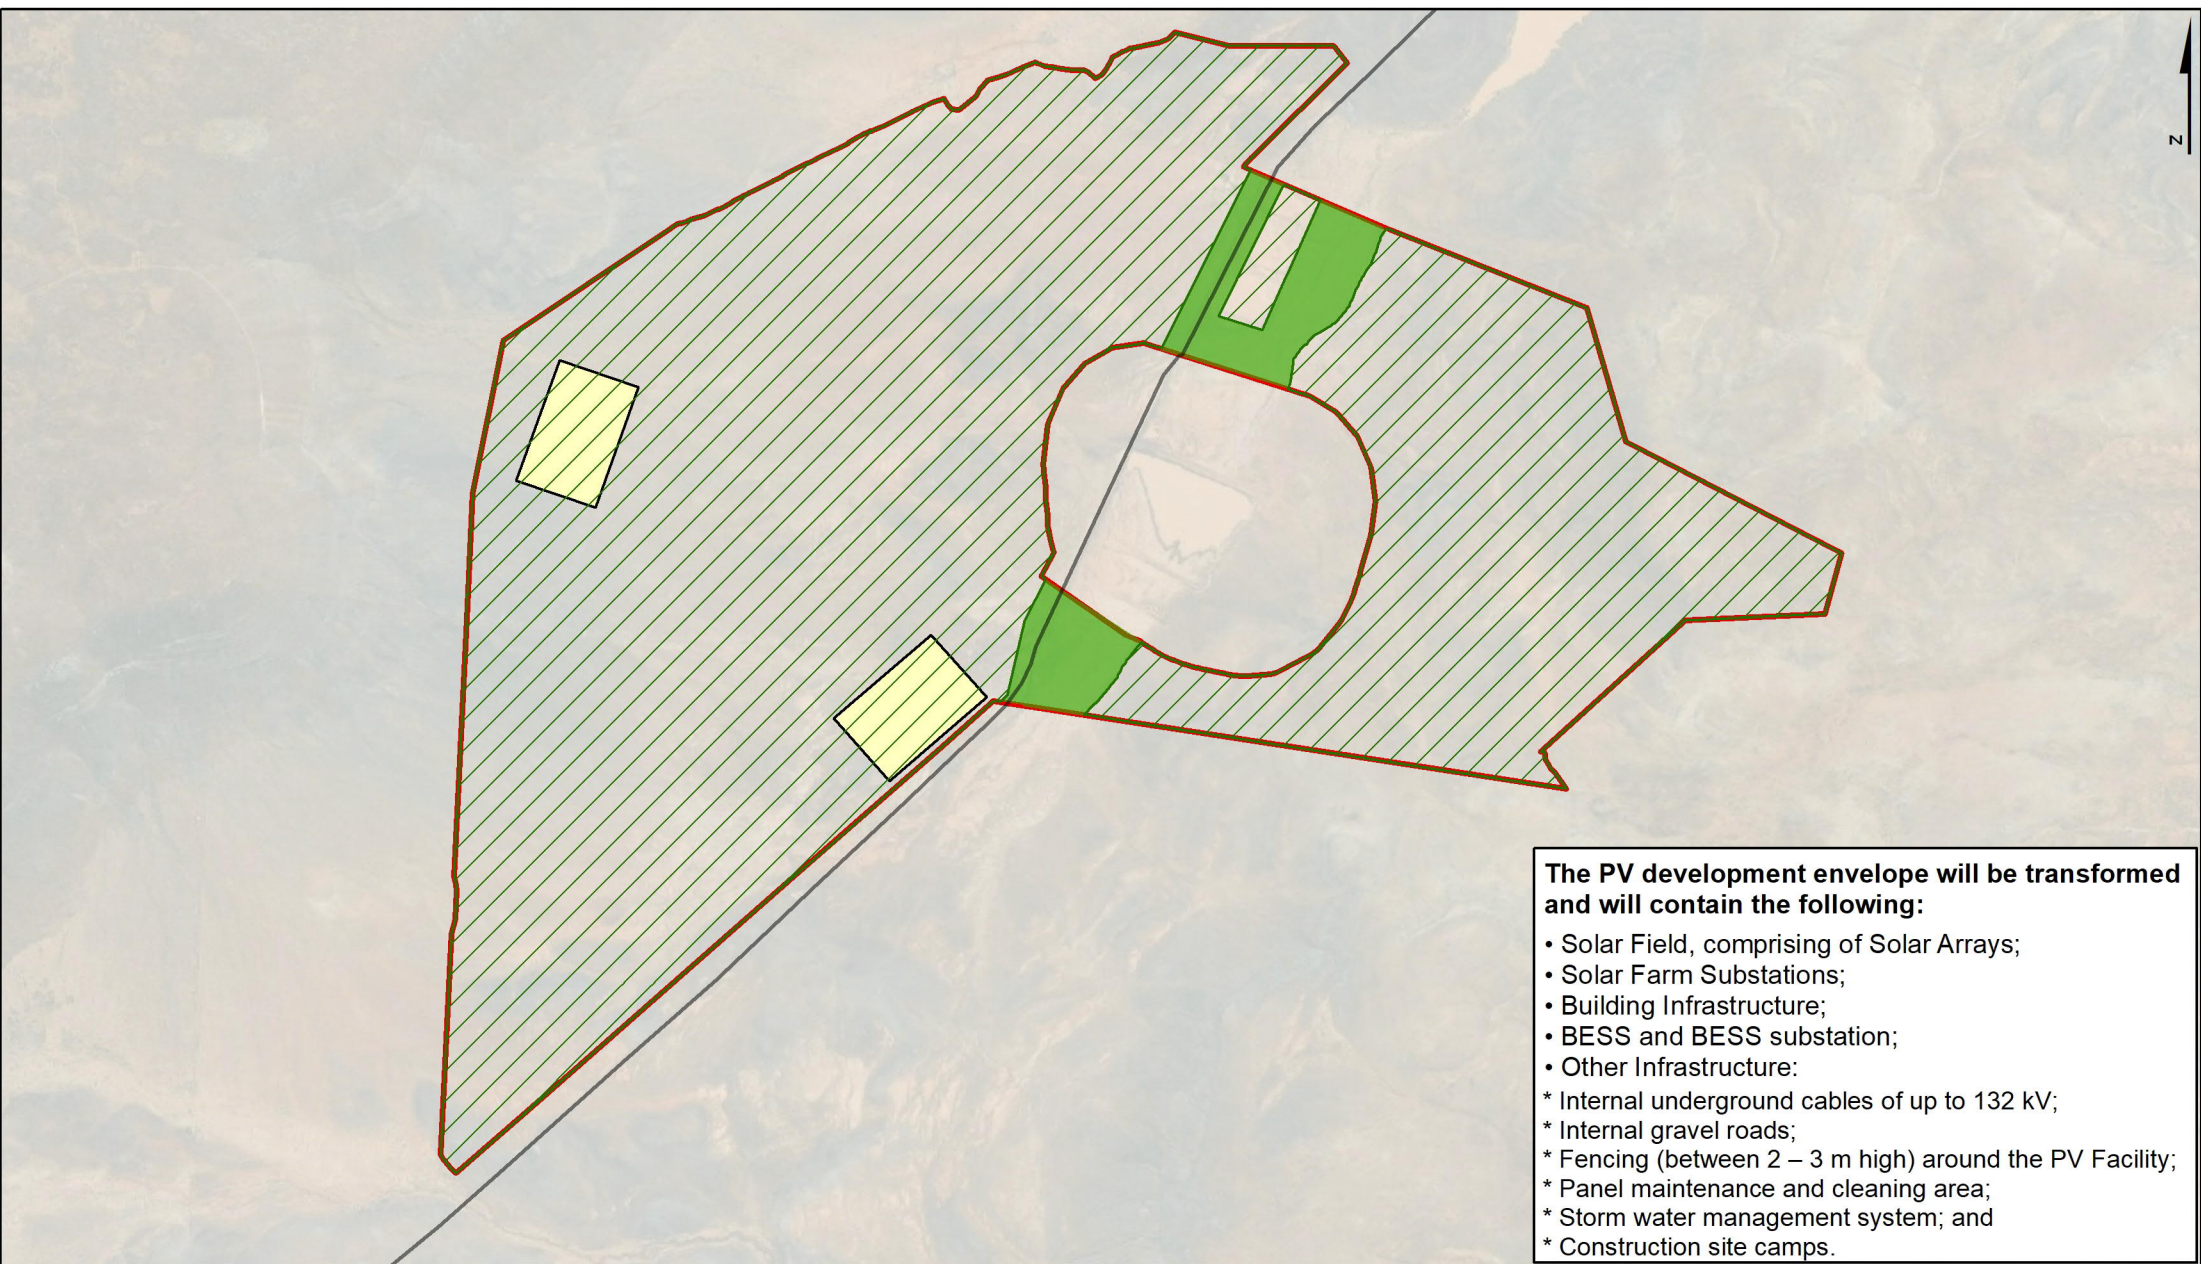 z
The PV development envelope will be transformed
and will contain the following:
• Solar Field, comprising of Solar Arrays;
• Solar Farm Substations;
• Building Infrastructure;
• BESS and BESS substation;
• Other Infrastructure:
* Internal underground cables of up to 132 kV;
* Internal gravel roads;
* Fencing (between 2 – 3 m high) around the PV Facility;
* Panel maintenance and cleaning area;
* Storm water management system; and
* Construction site camps.